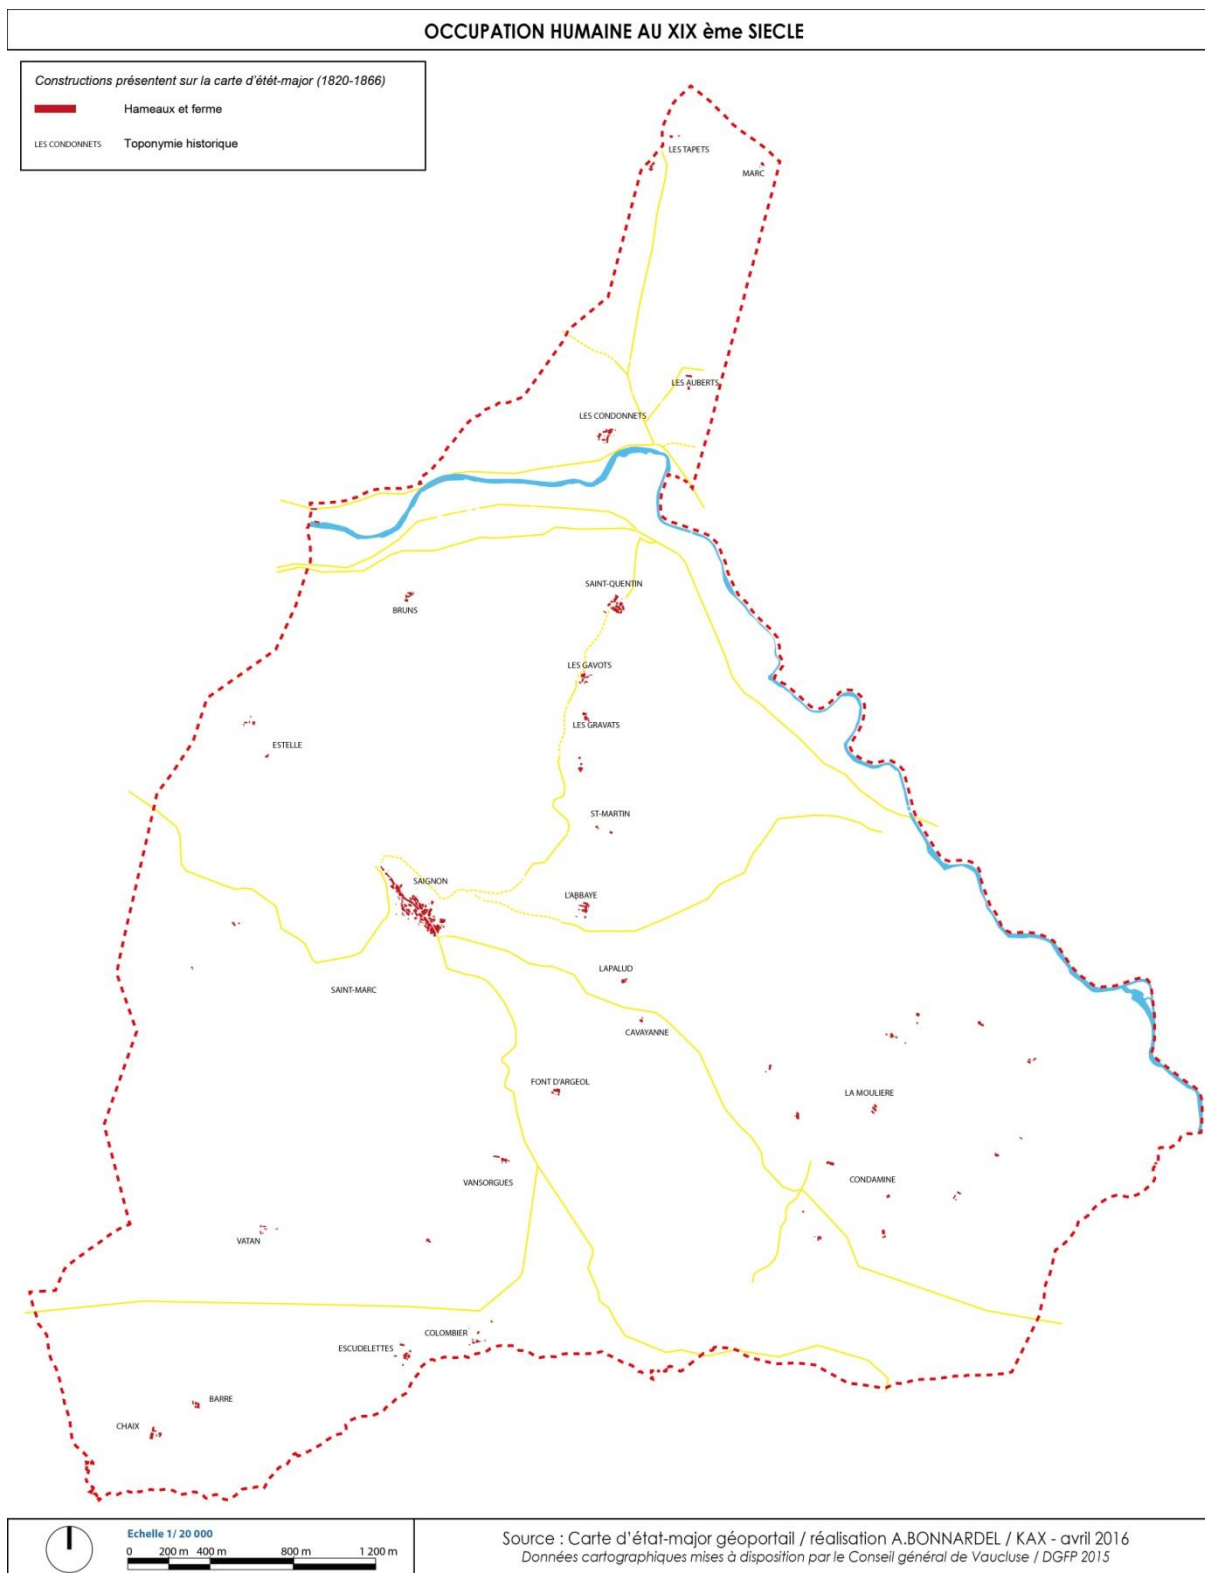 OCCUPATION HUMAINE AU XIX ème SIECLE
Constructions présentent sur la carte d'étét-major (1820-1866)
Hameaux et ferme
LES CONDONNETS Toponymie historique
LES TAPETS
MARC
LES AUBERTS
LES CONDONNETS
SAINT-QUENTIN
BRUNS
LES GAVOTS
LES GRAVATS
ESTELLE
ST-MARTIN
SAIGNON
L'ABBAYE
LAPALUD
SAINT-MARC
CAVAYANNE
FONT D'ARGEOL
LA MOULIERE
VANSORGUES
CONDAMINE
VATAN
COLOMBIER
ESCUDELETTES
BARRE
CHAIX
Echelle 1/ 20 000
0 200 m 400 m 800 m 1 200 m
Source : Carte d'état-major géoportail / réalisation A.BONNARDEL / KAX - avril 2016
Données cartographiques mises à disposition par le Conseil général de Vaucluse / DGFP 2015